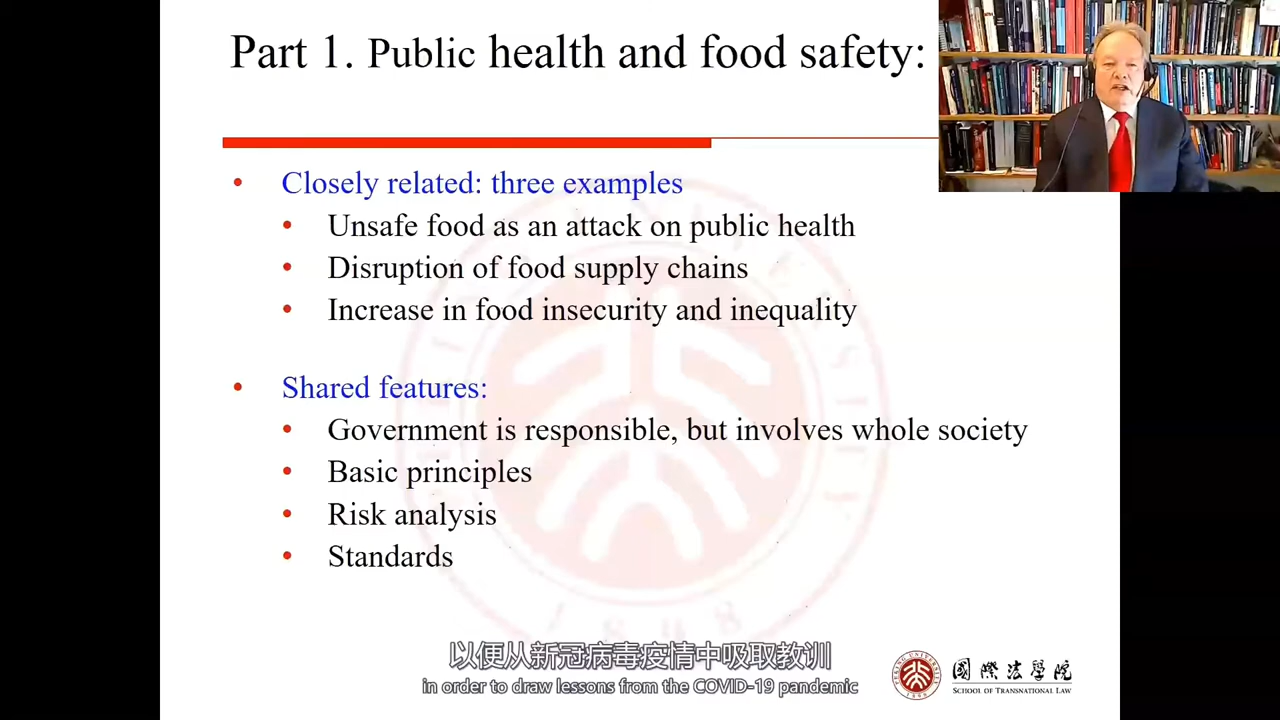 Part 1. Public health and food safety:
• Closely related: three examples
• Unsafe food as an attack on public health
• Disruption of food supply chains
• Increase in food insecurity and inequality
• Shared features:
• Government is responsible, but involves whole society
• Basic principles
• Risk analysis
• Standards
以便从新冠病毒疫情中吸取教训
in order to draw lessons from the COVID-19 pandemic
國際法學院
SCHOOL OF TRANSNATIONAL LAW
PEKING UNIVERSITY
1898